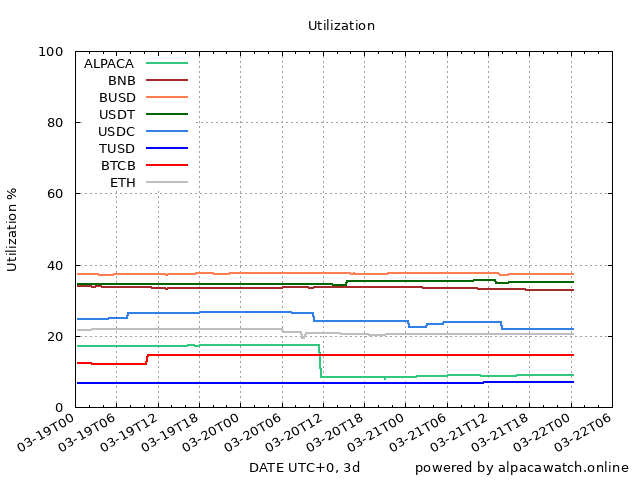 Utilization
100
80
60
40
20
0
Utilization %
ALPACA
BNB
BUSD
USDT
USDC
TUSD
BTCB
ETH
03-19T00
03-19T06
03-19T12
03-19T18
03-20T00
03-20T06
03-20T12
03-20T18
03-21T00
03-21T06
03-21T12
03-21T18
03-22T00
03-22T06
DATE UTC+0, 3d
powered by alpacawatch.online